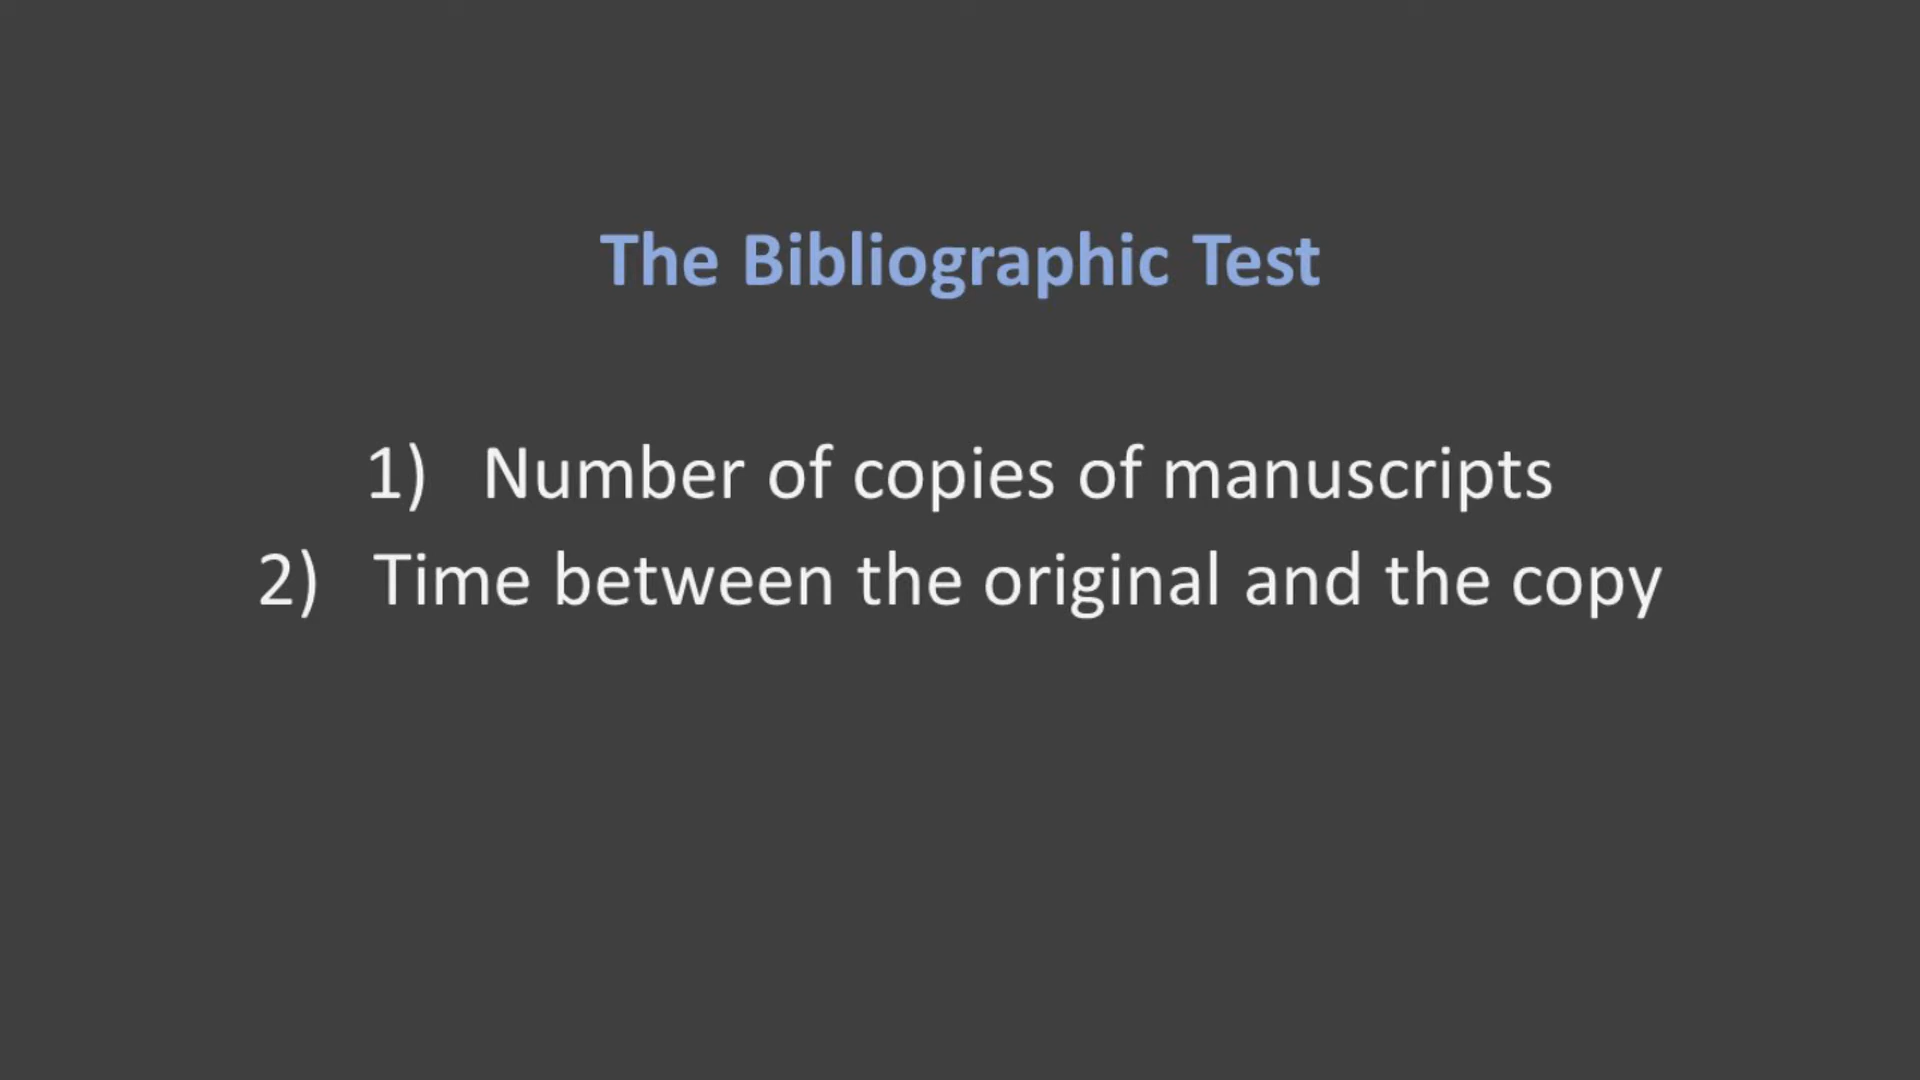 The Bibliographic Test
1) Number of copies of manuscripts
2) Time between the original and the copy